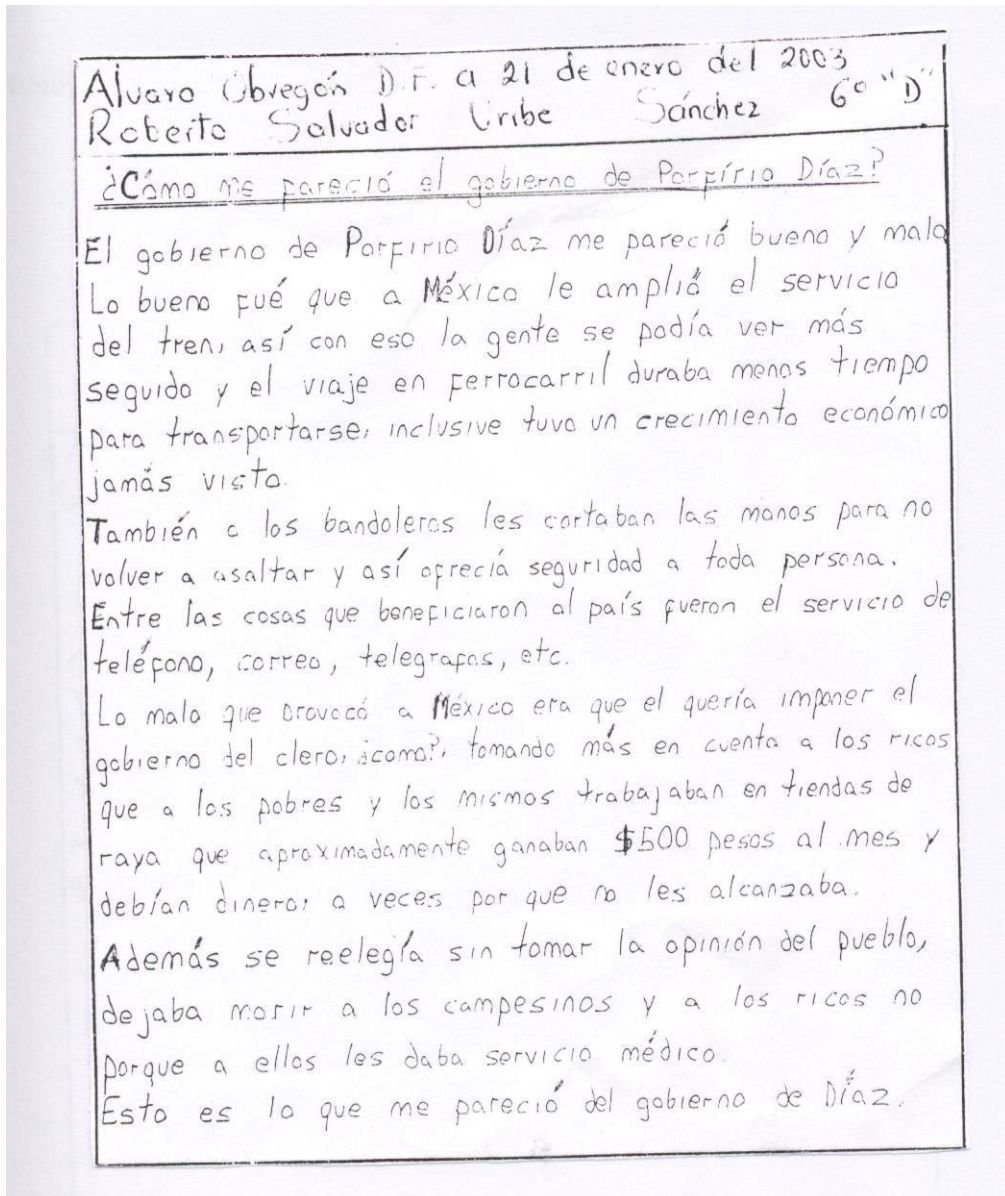 Alvaro Obregón D.F. a 21 de enero del 2003
Roberto Salvador Uribe Sánchez 6° "D"
¿Cómo me pareció el gobierno de Porfirio Díaz?
El gobierno de Porfirio Díaz me pareció bueno y malo
Lo bueno fué que a México le amplió el servicio
del tren, así con eso la gente se podía ver más
seguido y el viaje en ferrocarril duraba menos tiempo
para transportarse, inclusive tuvo un crecimiento económico
jamás visto.
También a los bandoleros les cortaban las manos para no
volver a asaltar y así ofrecía seguridad a toda persona.
Entre las cosas que beneficiaron al país fueron el servicio de
teléfono, correo, telegrafos, etc.
Lo malo que provocó a México era que el quería imponer el
gobierno del clero, ¿como?, tomando más en cuenta a los ricos
que a los pobres y los mismos trabajaban en tiendas de
raya que aproximadamente ganaban $500 pesos al mes y
debían dinero, a veces por que no les alcanzaba.
Además se reelegía sin tomar la opinión del pueblo,
dejaba morir a los campesinos y a los ricos no
porque a ellos les daba servicio médico.
Esto es lo que me pareció del gobierno de Díaz.